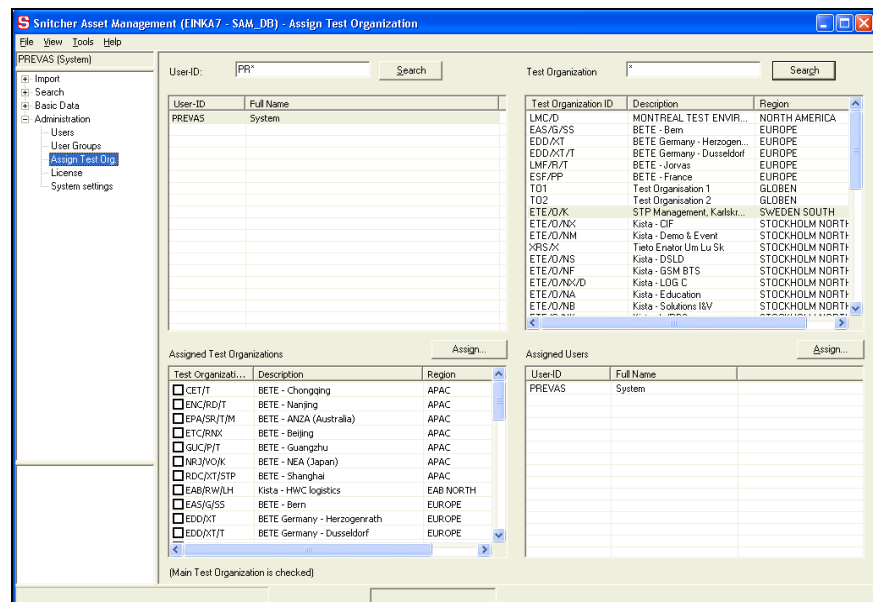 Snitcher Asset Management (EINKA7 - SAM_DB) - Assign Test Organization
File View Tools Help
PREVAS (System)
Import
Search
Basic Data
Administration
Users
User Groups
Assign Test Org.
License
System settings
User-ID: PR* Search
User-ID Full Name
PREVAS System
Test Organization * Search
Test Organization ID Description Region
LMC/D MONTREAL TEST ENVIR... NORTH AMERICA
EAS/G/SS BETE - Bern EUROPE
EDD/XT BETE Germany - Herzogen... EUROPE
EDD/XT/T BETE Germany - Dusseldorf EUROPE
LMF/R/T BETE - Jorvas EUROPE
ESF/PP BETE - France EUROPE
TO1 Test Organisation 1 GLOBEN
TO2 Test Organisation 2 GLOBEN
ETE/O/K STP Management, Karlskr... SWEDEN SOUTH
ETE/O/NX Kista - CIF STOCKHOLM NORTH
ETE/O/NM Kista - Demo & Event STOCKHOLM NORTH
XRS/X Tieto Enator Um Lu Sk STOCKHOLM NORTH
ETE/O/NS Kista - DSLD STOCKHOLM NORTH
ETE/O/NF Kista - GSM BTS STOCKHOLM NORTH
ETE/O/NX/D Kista - LOG C STOCKHOLM NORTH
ETE/O/NA Kista - Education STOCKHOLM NORTH
ETE/O/NB Kista - Solutions I&V STOCKHOLM NORTH
Assigned Test Organizations Assign...
Test Organizati... Description Region
CET/T BETE - Chongqing APAC
ENC/RD/T BETE - Nanjing APAC
EPA/SR/T/M BETE - ANZA (Australia) APAC
ETC/RNX BETE - Beijing APAC
GUC/P/T BETE - Guangzhu APAC
NRJ/VO/K BETE - NEA (Japan) APAC
RDC/XT/STP BETE - Shanghai APAC
EAB/RW/LH Kista - HWC logistics EAB NORTH
EAS/G/SS BETE - Bern EUROPE
EDD/XT BETE Germany - Herzogenrath EUROPE
EDD/XT/T BETE Germany - Dusseldorf EUROPE
(Main Test Organization is checked)
Assigned Users Assign...
User-ID Full Name
PREVAS System